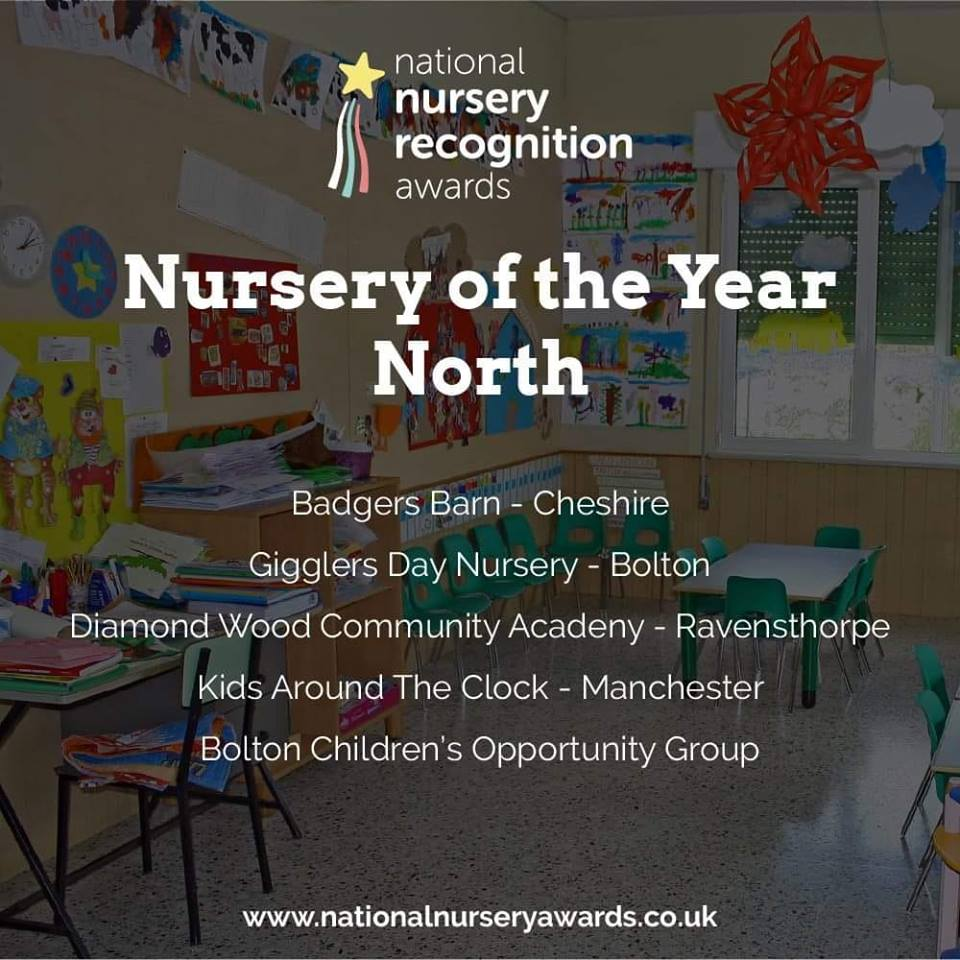 national
nursery
recognition
awards
Nursery of the Year
North
Badgers Barn - Cheshire
Gigglers Day Nursery - Bolton
Diamond Wood Community Acadeny - Ravensthorpe
Kids Around The Clock - Manchester
Bolton Children's Opportunity Group
www.nationalnurseryawards.co.uk